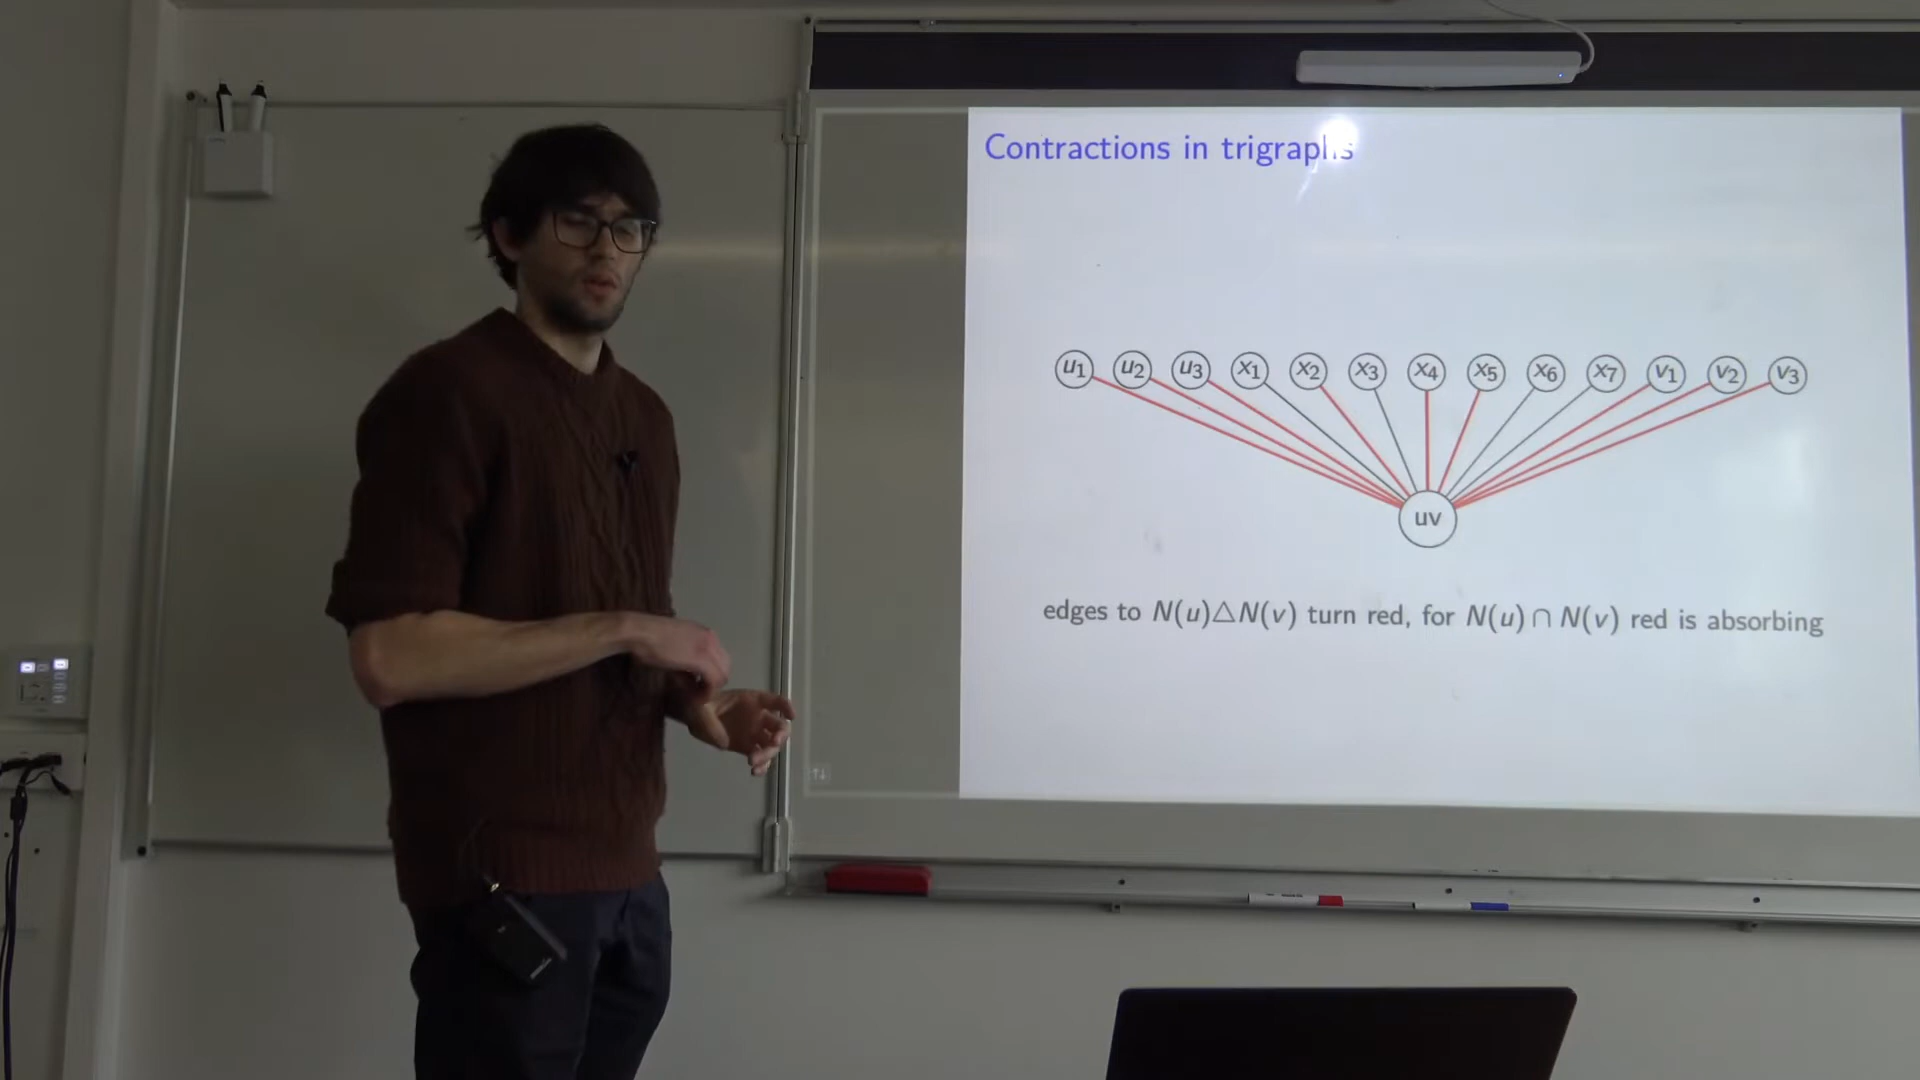 Contractions in trigraphs
u1 u2 u3 x1 x2 x3 x4 x5 x6 x7 v1 v2 v3
uv
edges to N(u)△N(v) turn red, for N(u) ∩ N(v) red is absorbing